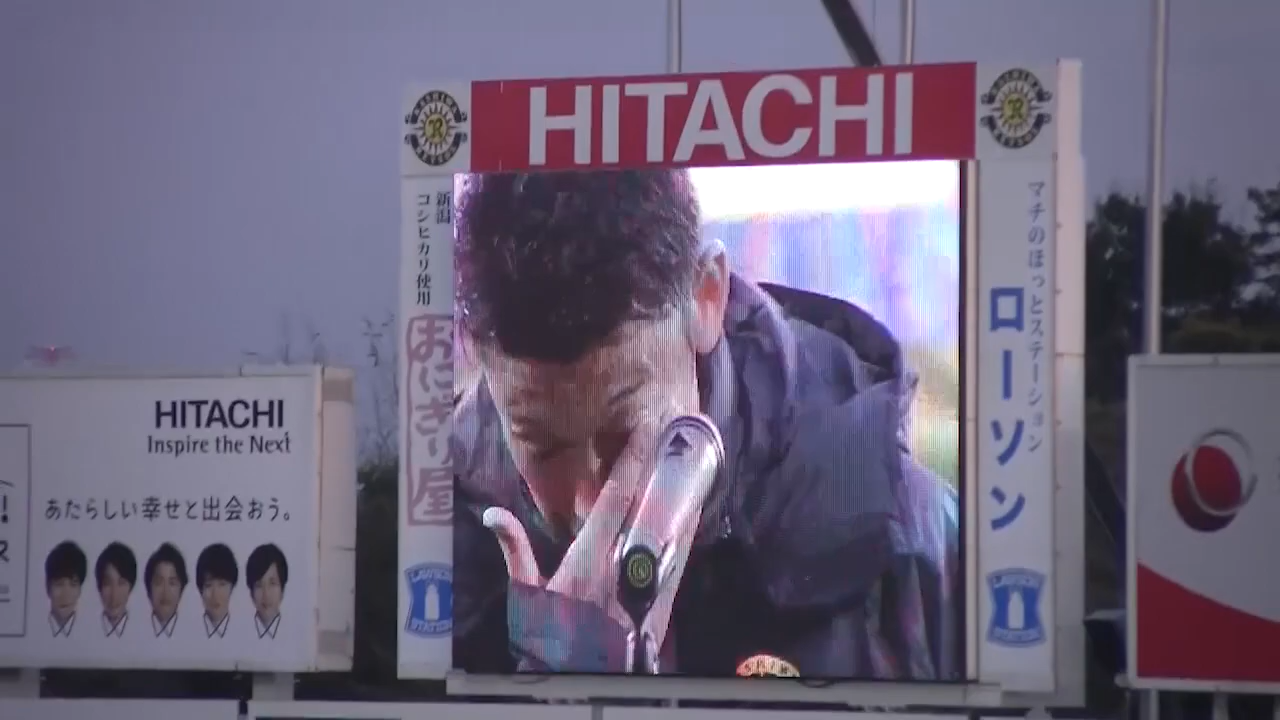 HITACHI
新潟
コシヒカリ使用
おにぎり屋
LAWSON
STATION
マチのほっとステーション
ローソン
HITACHI
Inspire the Next
あたらしい幸せと出会おう。